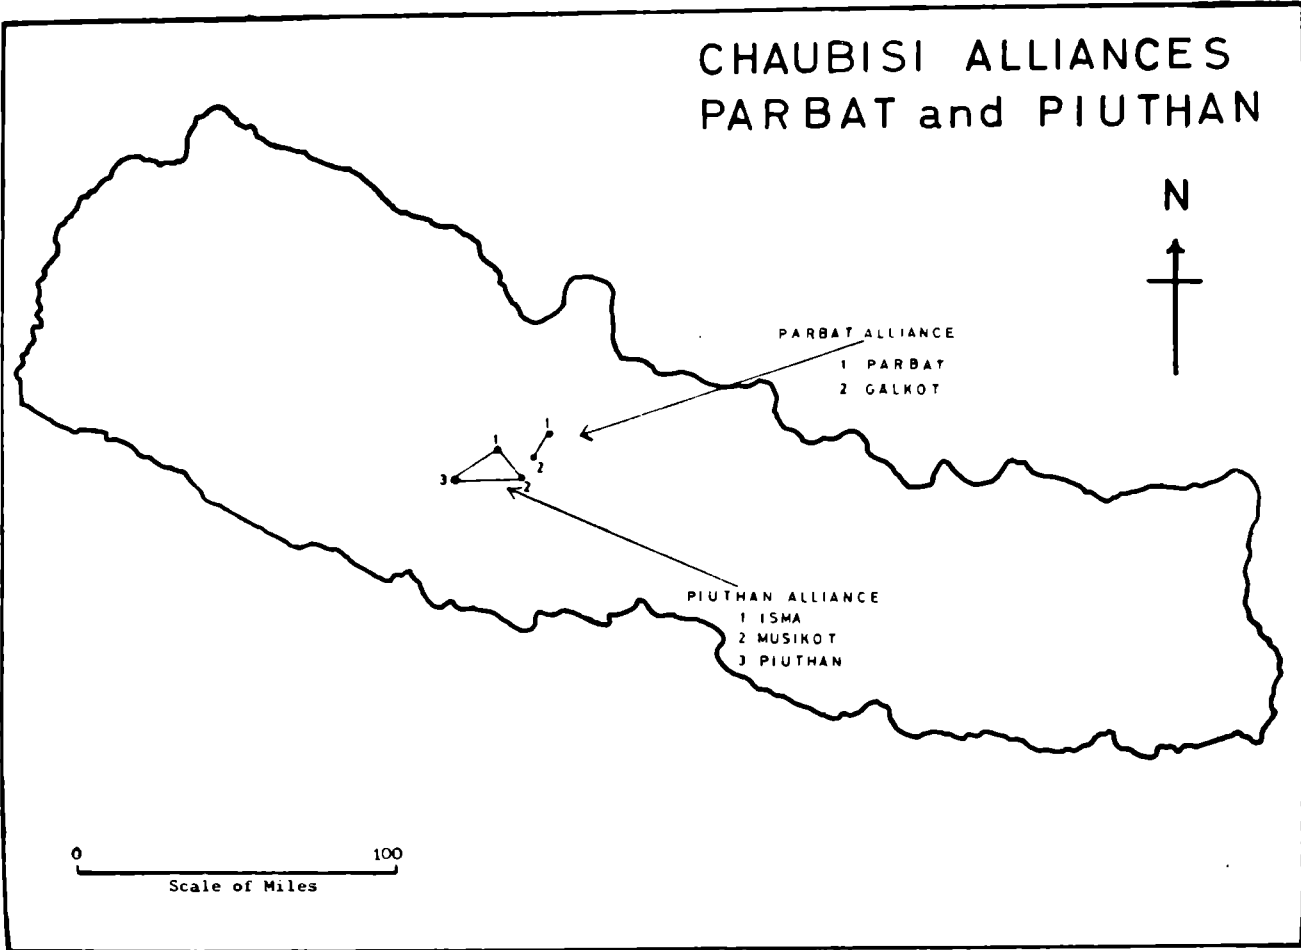 CHAUBISI ALLIANCES
PARBAT and PIUTHAN
N
PARBAT ALLIANCE
1 PARBAT
2 GALKOT
1
2
1
3
2
PIUTHAN ALLIANCE
1 ISMA
2 MUSIKOT
3 PIUTHAN
0 100
Scale of Miles